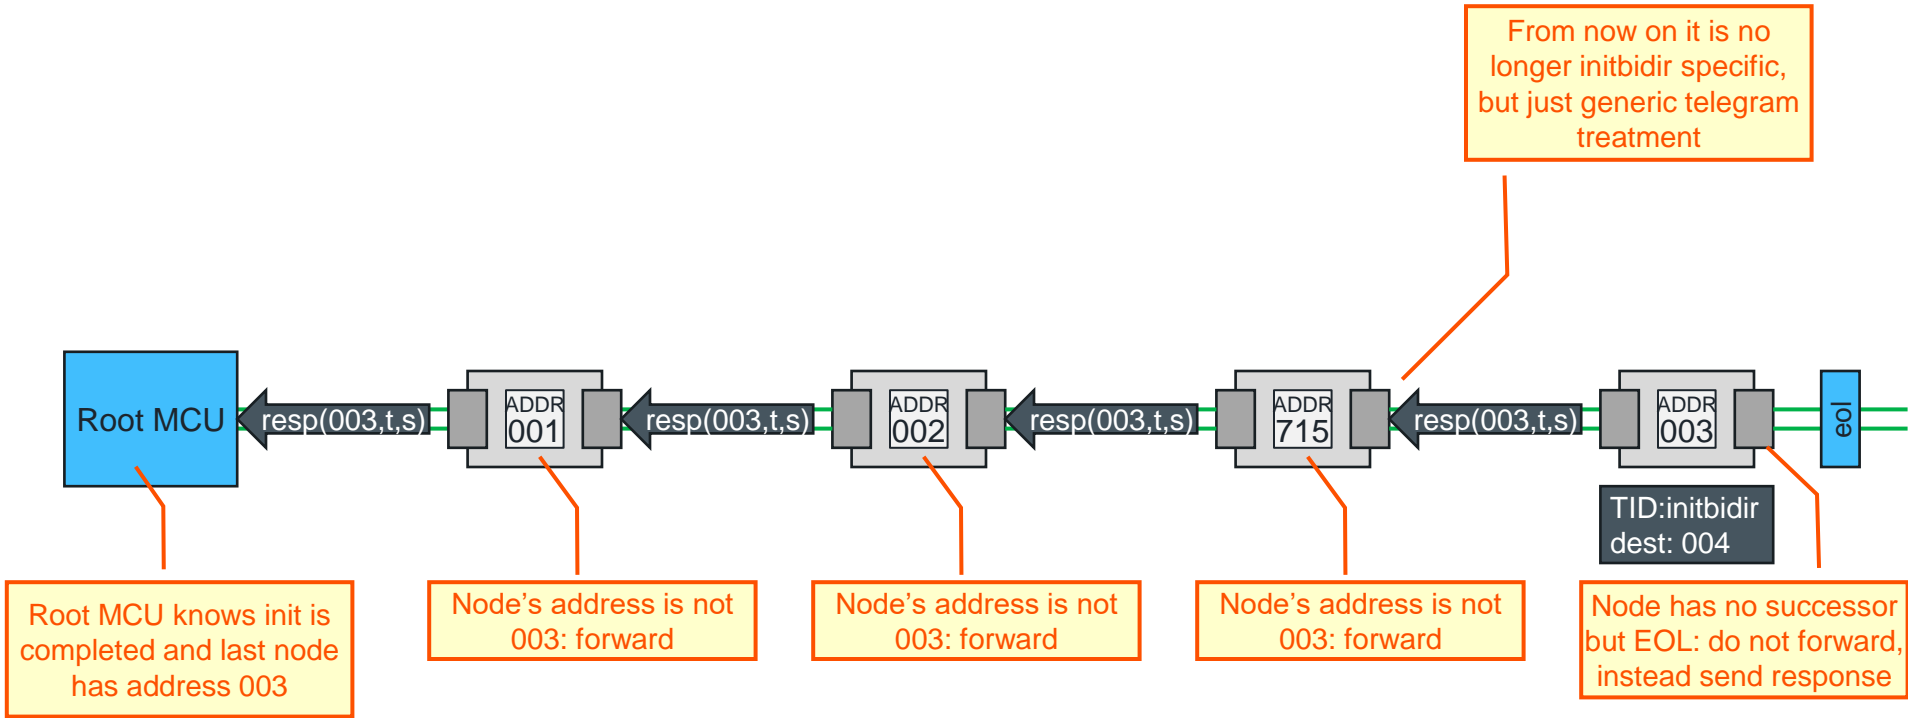 From now on it is no
longer initbidir specific,
but just generic telegram
treatment
Root MCU
resp(003,t,s)
ADDR
001
resp(003,t,s)
ADDR
002
resp(003,t,s)
ADDR
715
resp(003,t,s)
ADDR
003
eol
TID:initbidir
dest: 004
Root MCU knows init is
completed and last node
has address 003
Node’s address is not
003: forward
Node’s address is not
003: forward
Node’s address is not
003: forward
Node has no successor
but EOL: do not forward,
instead send response